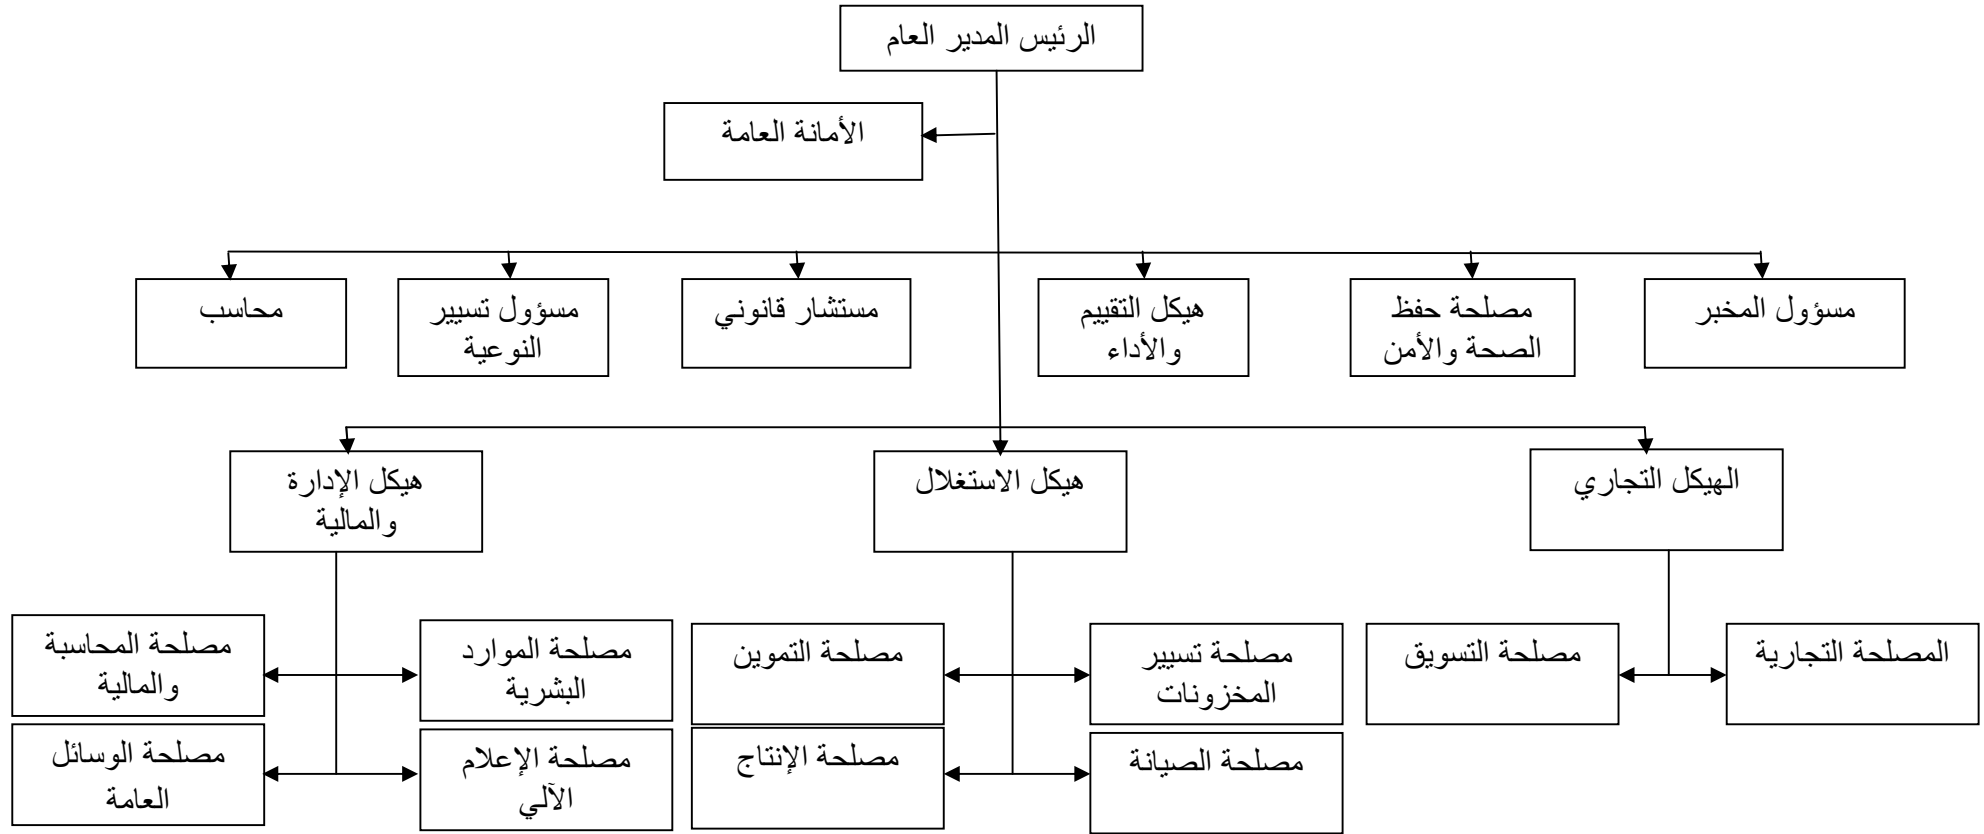 الرئيس المدير العام
الأمانة العامة
مسؤول المخبر
مصلحة حفظ
الصحة والأمن
هيكل التقييم
والأداء
مستشار قانوني
مسؤول تسيير
النوعية
محاسب
الهيكل التجاري
هيكل الاستغلال
هيكل الإدارة
والمالية
المصلحة التجارية
مصلحة التسويق
مصلحة تسيير
المخزونات
مصلحة التموين
مصلحة الموارد
البشرية
مصلحة المحاسبة
والمالية
مصلحة الصيانة
مصلحة الإنتاج
مصلحة الإعلام
الآلي
مصلحة الوسائل
العامة